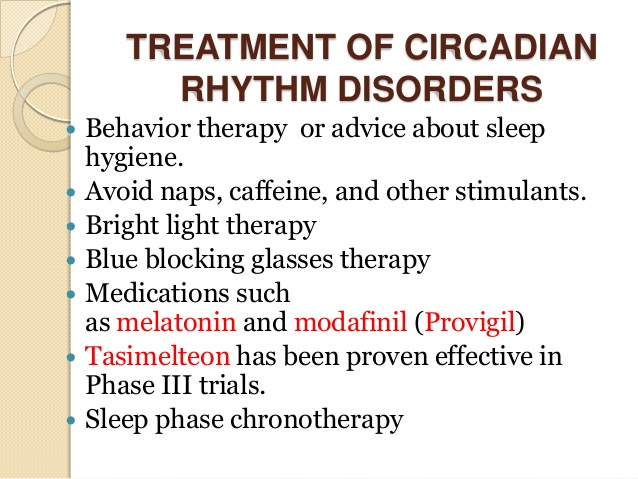 TREATMENT OF CIRCADIAN
RHYTHM DISORDERS
• Behavior therapy or advice about sleep
hygiene.
• Avoid naps, caffeine, and other stimulants.
• Bright light therapy
• Blue blocking glasses therapy
• Medications such
as melatonin and modafinil (Provigil)
• Tasimelteon has been proven effective in
Phase III trials.
• Sleep phase chronotherapy